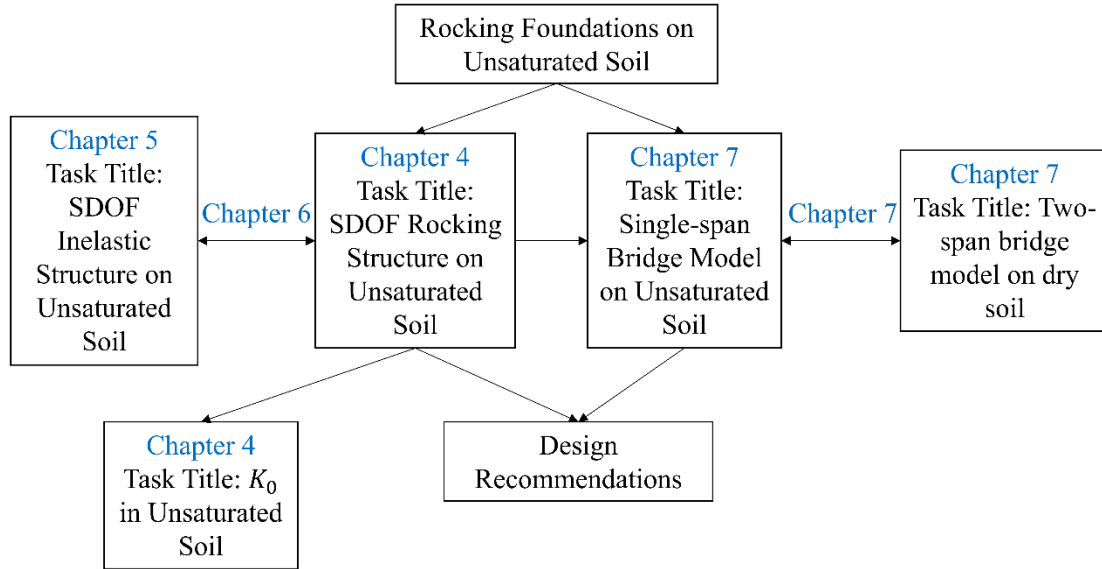 Rocking Foundations on
Unsaturated Soil
Chapter 5
Task Title:
SDOF
Inelastic
Structure on
Unsaturated
Soil
Chapter 6
Chapter 4
Task Title:
SDOF Rocking
Structure on
Unsaturated
Soil
Chapter 7
Task Title:
Single-span
Bridge Model
on Unsaturated
Soil
Chapter 7
Chapter 7
Task Title: Two-
span bridge
model on dry
soil
Chapter 4
Task Title: K₀
in Unsaturated
Soil
Design
Recommendations